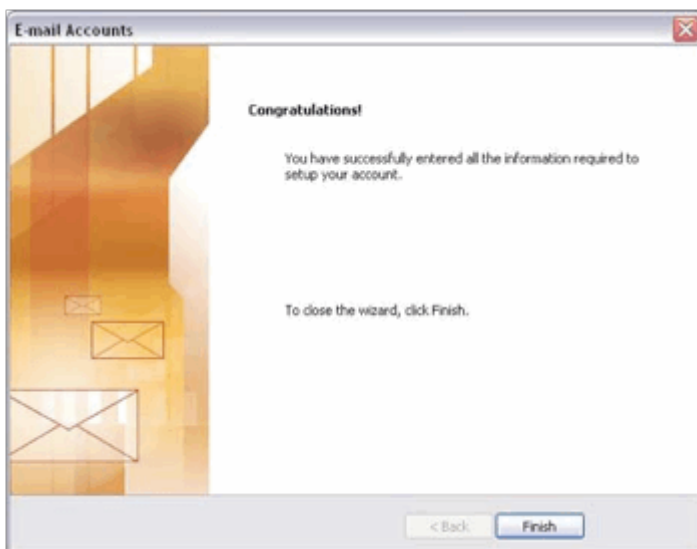 E-mail Accounts
Congratulations!
You have successfully entered all the information required to
setup your account.
To close the wizard, click Finish.
< Back
Finish